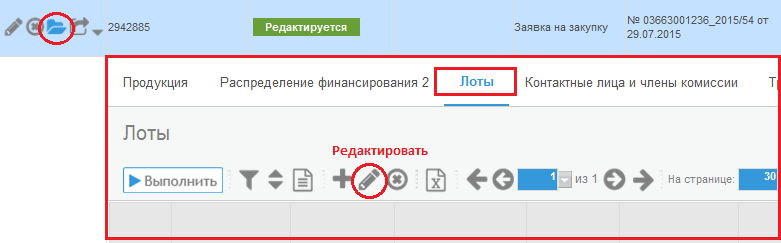 2942885 Редактируется Заявка на закупку № 03663001236_2015/54 от
29.07.2015
Продукция Распределение финансирования 2 Лоты Контактные лица и члены комиссии
Лоты
Редактировать
Выполнить X 1 из 1 На странице: 30